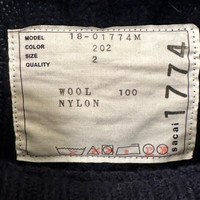 MODEL 18-01774M
COLOR 202
SIZE 2
QUALITY
WOOL 100
NYLON
sacai 1774